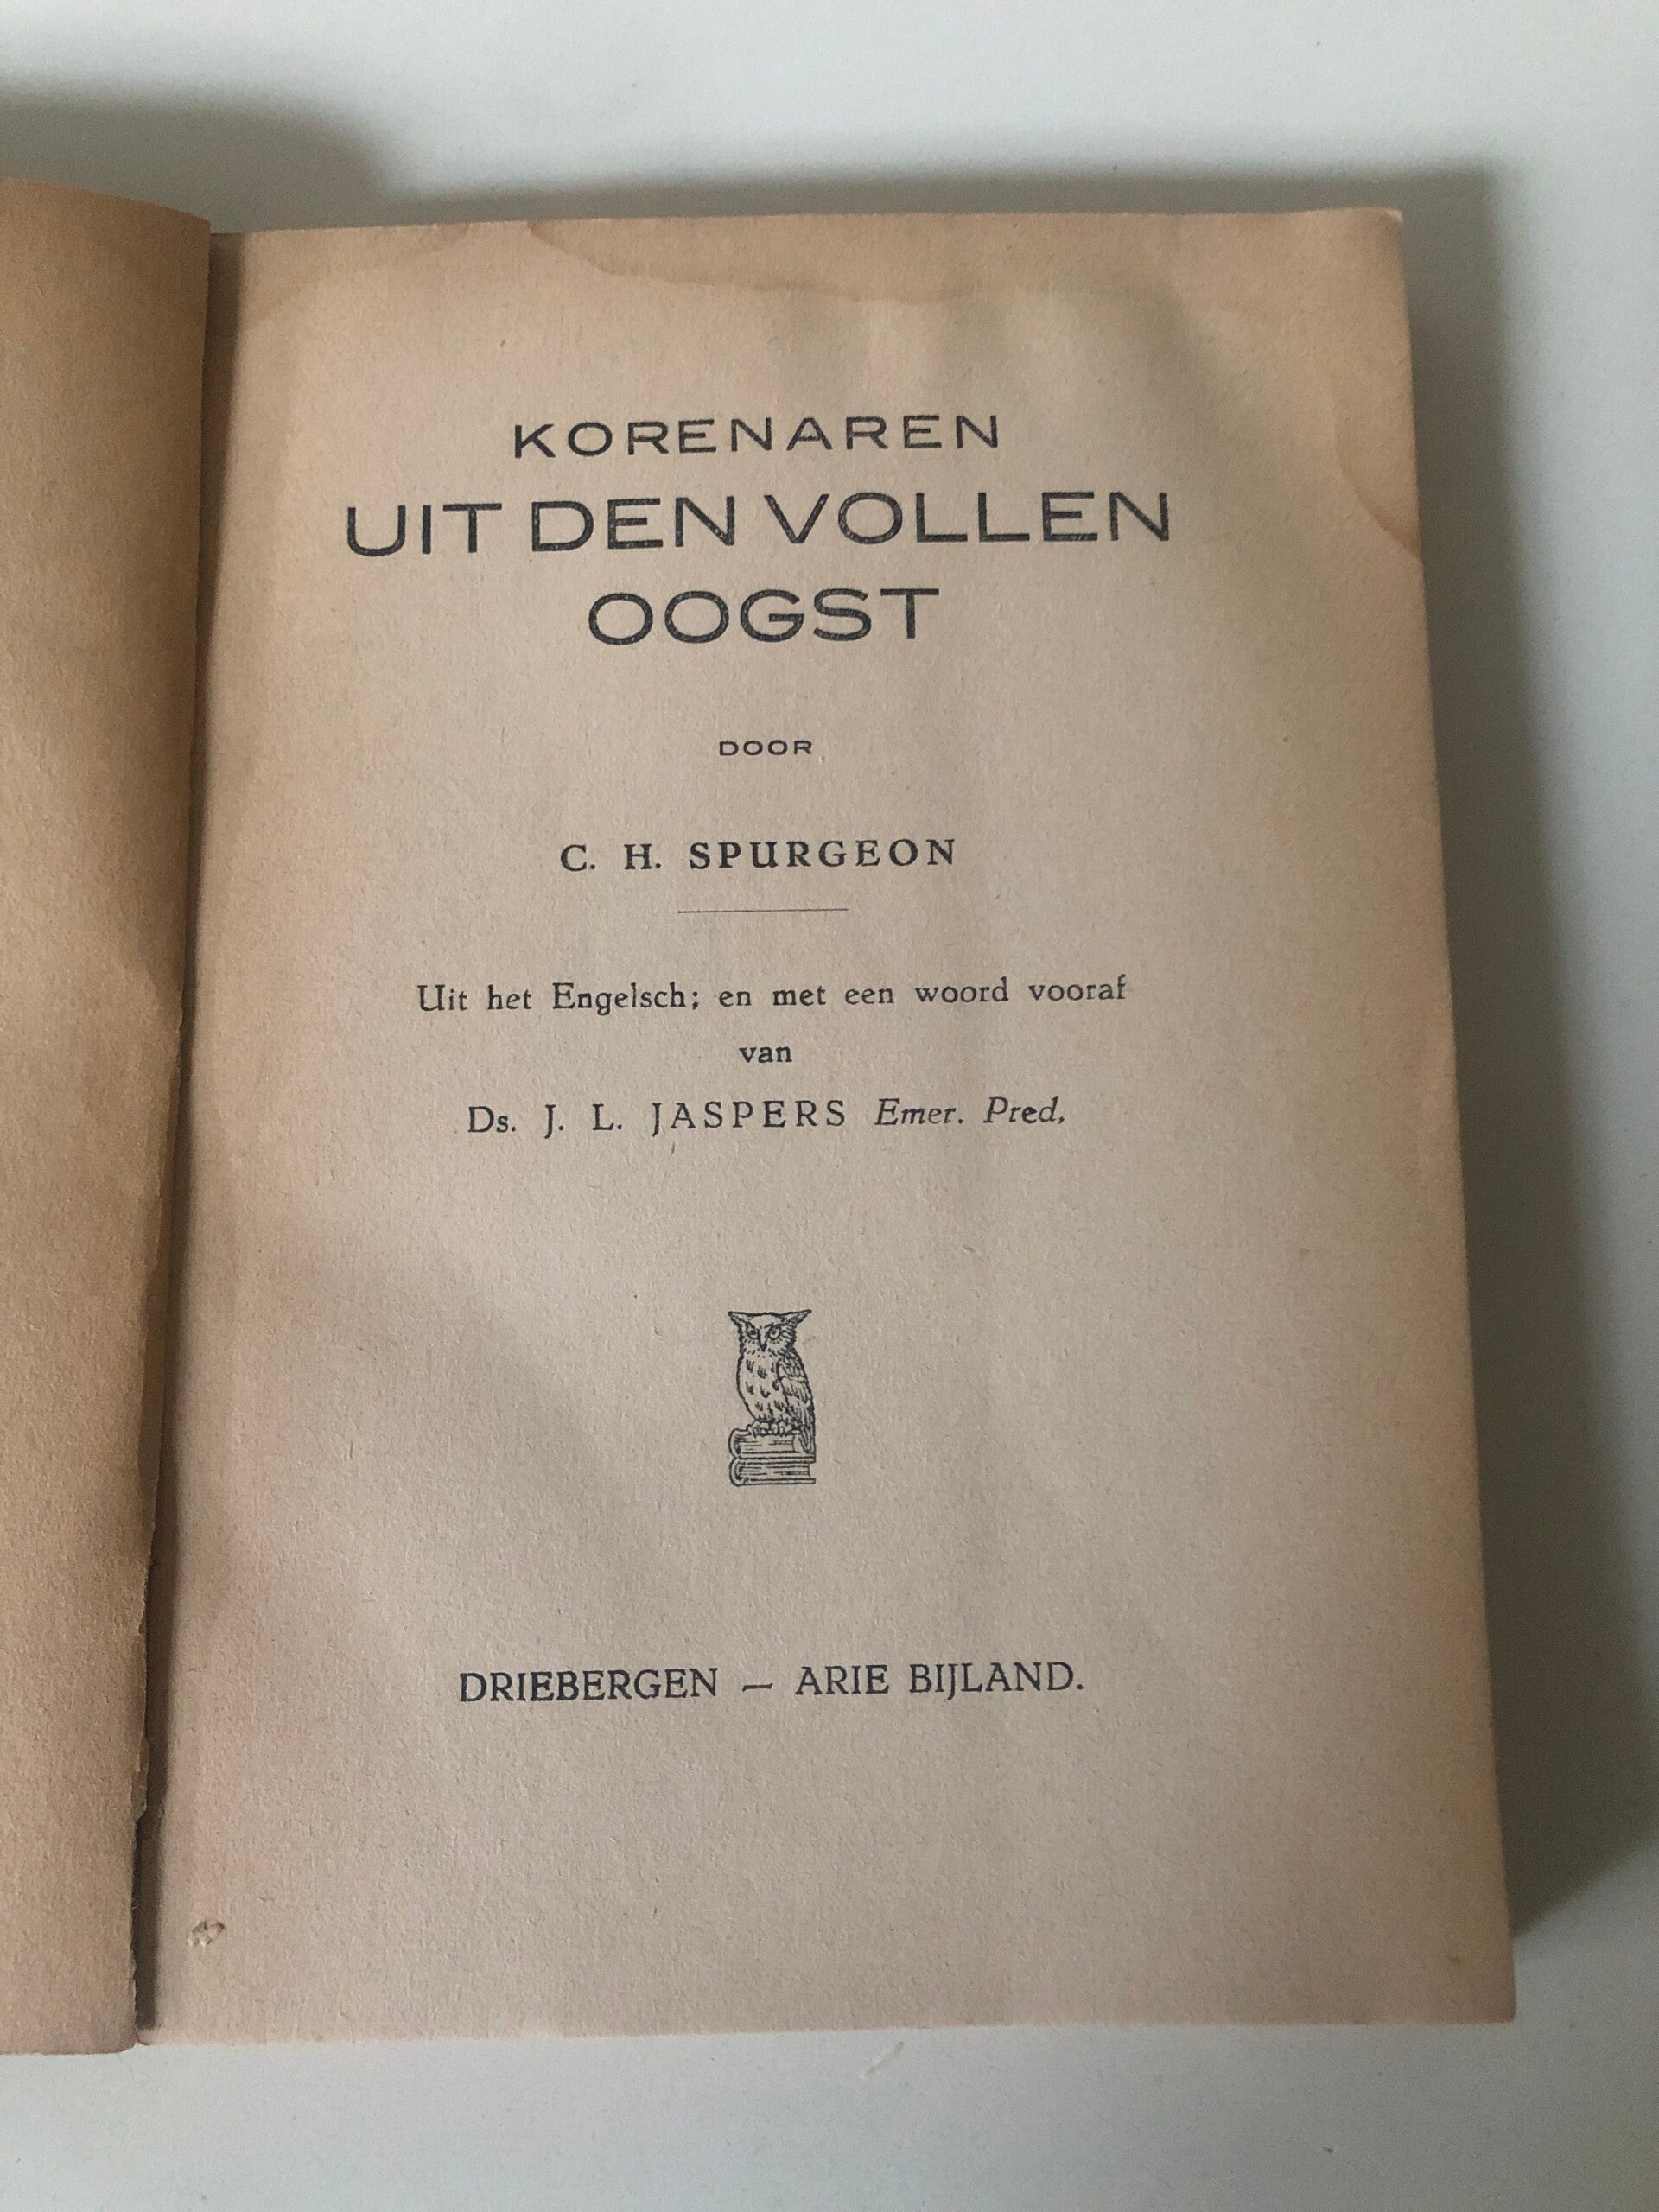 KORENAREN
UIT DEN VOLLEN
OOGST
DOOR
C. H. SPURGEON
Uit het Engelsch; en met een woord vooraf
van
Ds. J. L. JASPERS Emer. Pred.
DRIEBERGEN — ARIE BIJLAND.